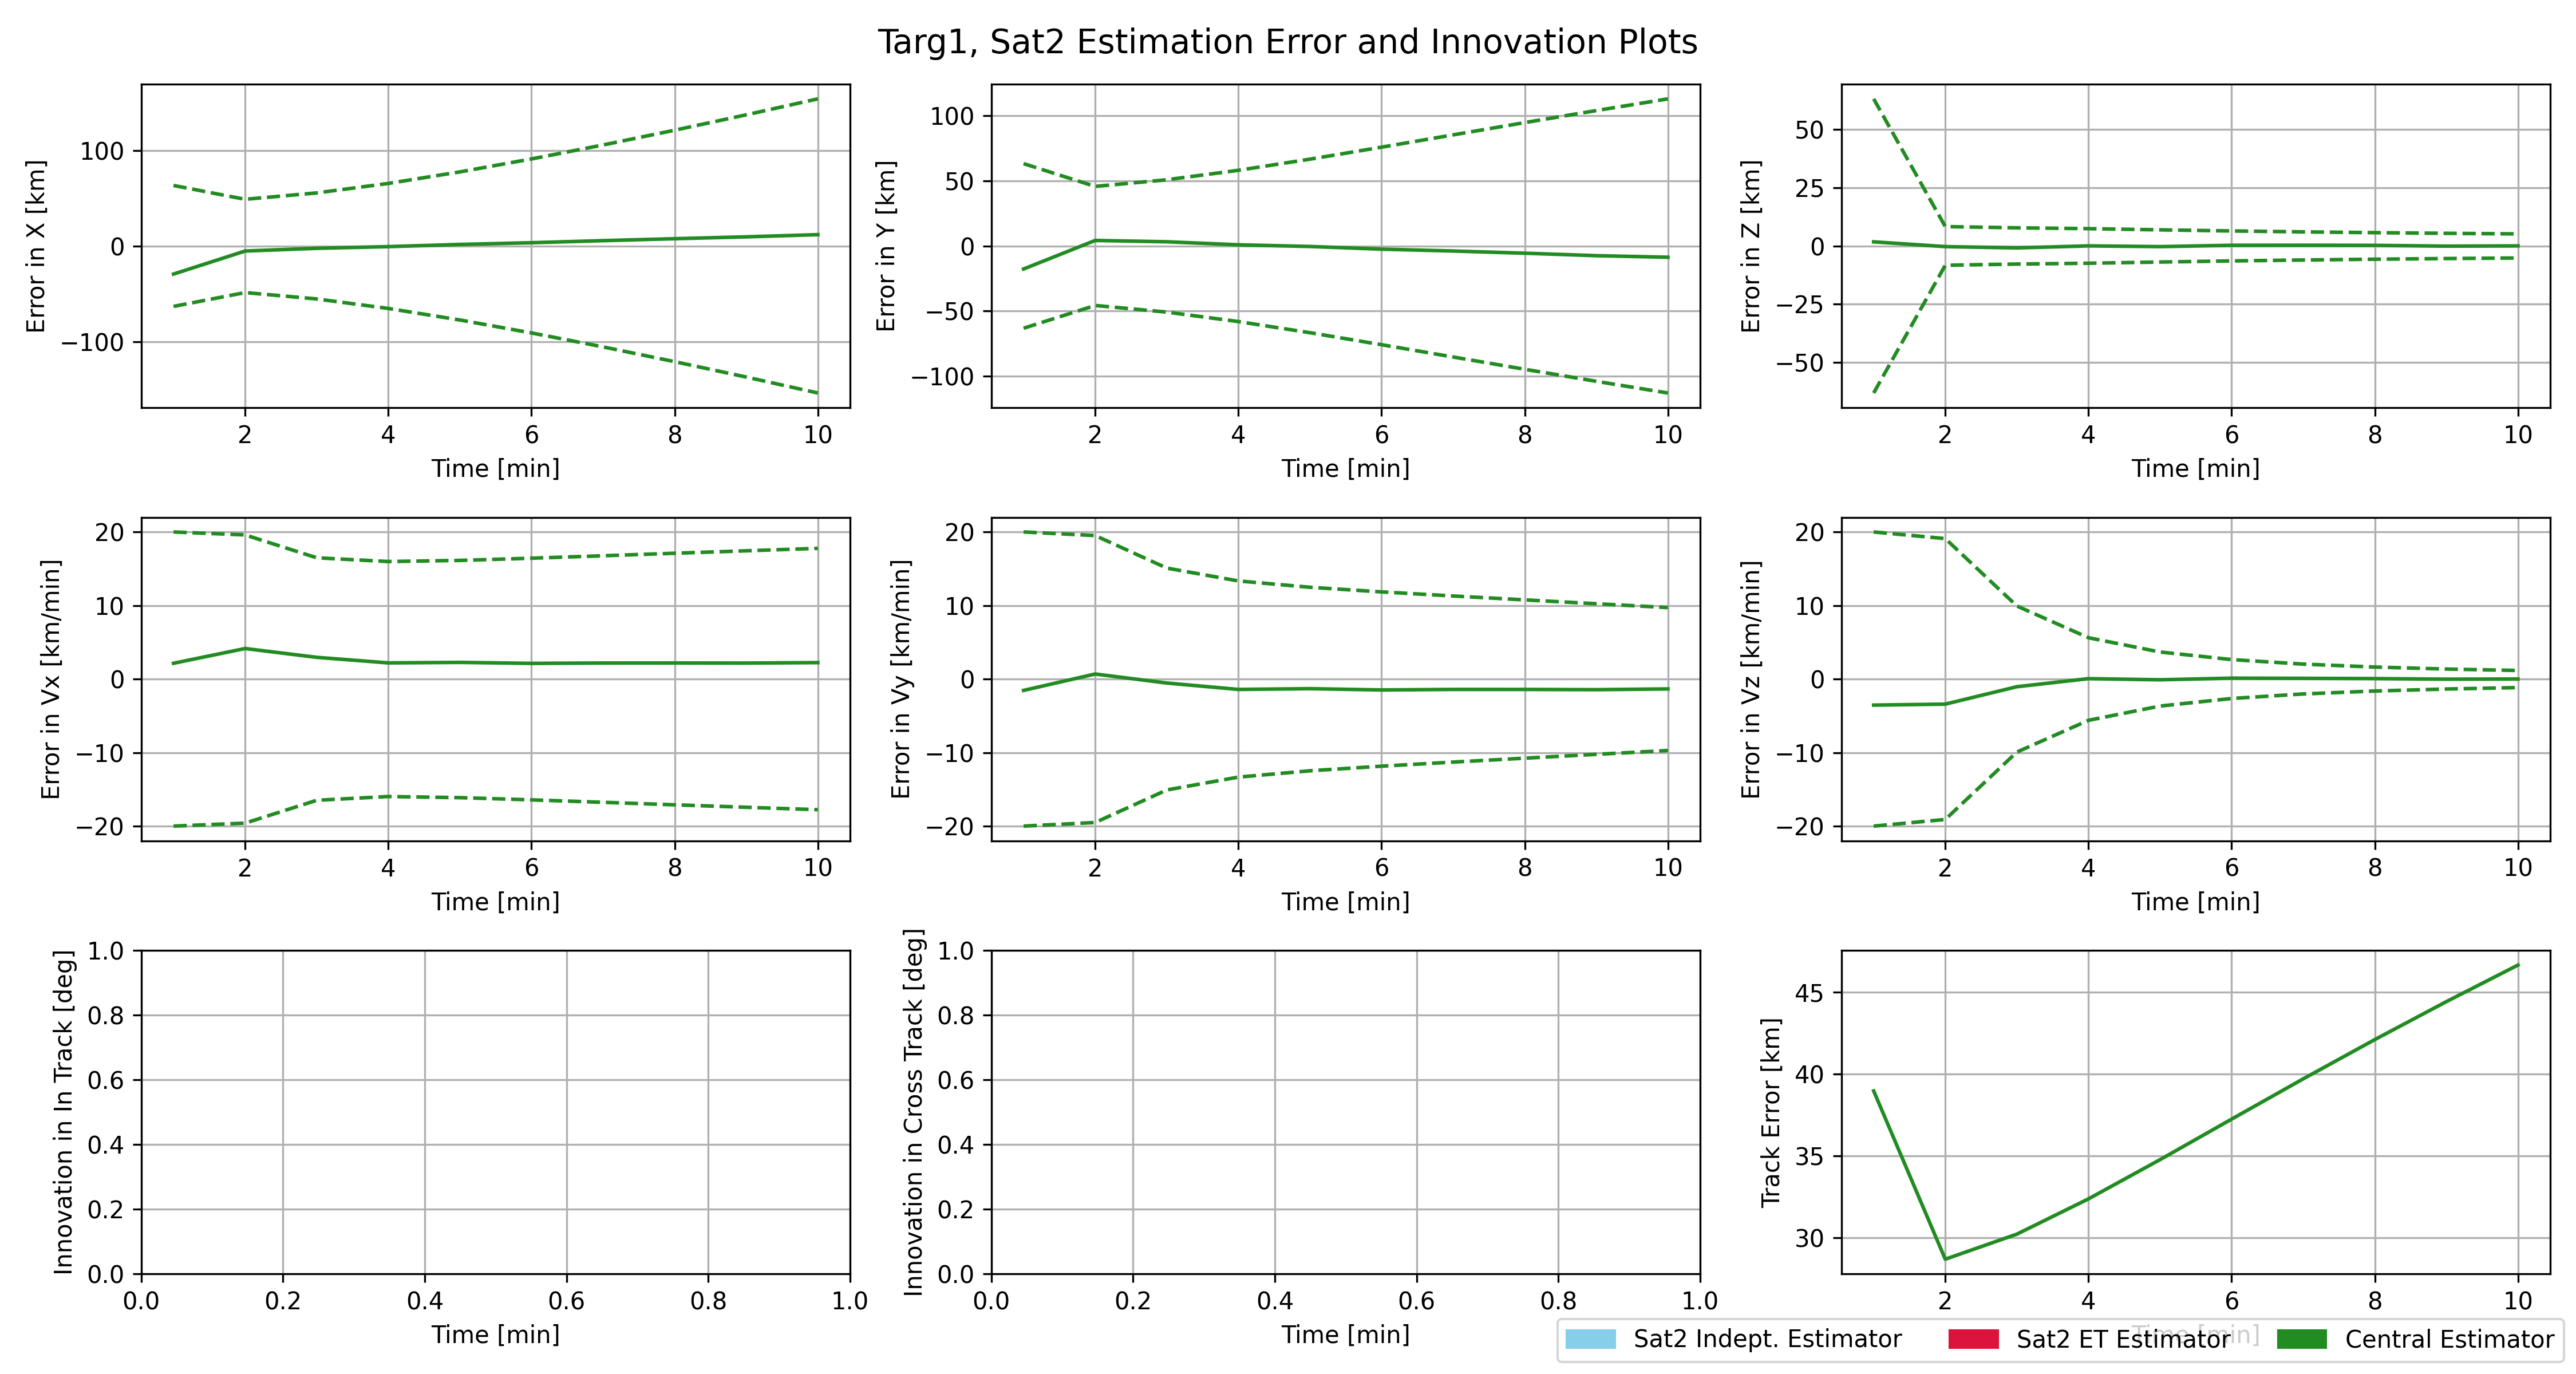 Targ1, Sat2 Estimation Error and Innovation Plots
Error in X [km]
100
0
−100
2 4 6 8 10
Time [min]
Error in Y [km]
100
50
0
−50
−100
2 4 6 8 10
Time [min]
Error in Z [km]
50
25
0
−25
−50
2 4 6 8 10
Time [min]
Error in Vx [km/min]
20
10
0
−10
−20
2 4 6 8 10
Time [min]
Error in Vy [km/min]
20
10
0
−10
−20
2 4 6 8 10
Time [min]
Error in Vz [km/min]
20
10
0
−10
−20
2 4 6 8 10
Time [min]
Innovation in In Track [deg]
1.0
0.8
0.6
0.4
0.2
0.0
0.0 0.2 0.4 0.6 0.8 1.0
Time [min]
Innovation in Cross Track [deg]
1.0
0.8
0.6
0.4
0.2
0.0
0.0 0.2 0.4 0.6 0.8 1.0
Time [min]
Track Error [km]
45
40
35
30
2 4 6 8 10
Time [min]
Sat2 Indept. Estimator Sat2 ET Estimator Central Estimator